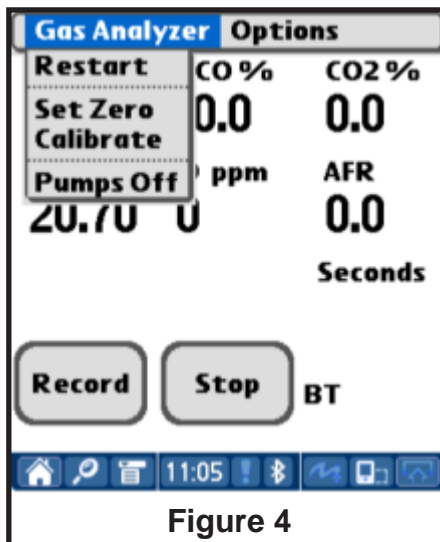 Gas Analyzer Options
Restart CO % CO2 %
Set Zero 0.0 0.0
Calibrate
Pumps Off ppm AFR
20.70 0 0.0
Seconds
Record Stop BT
11:05
Figure 4